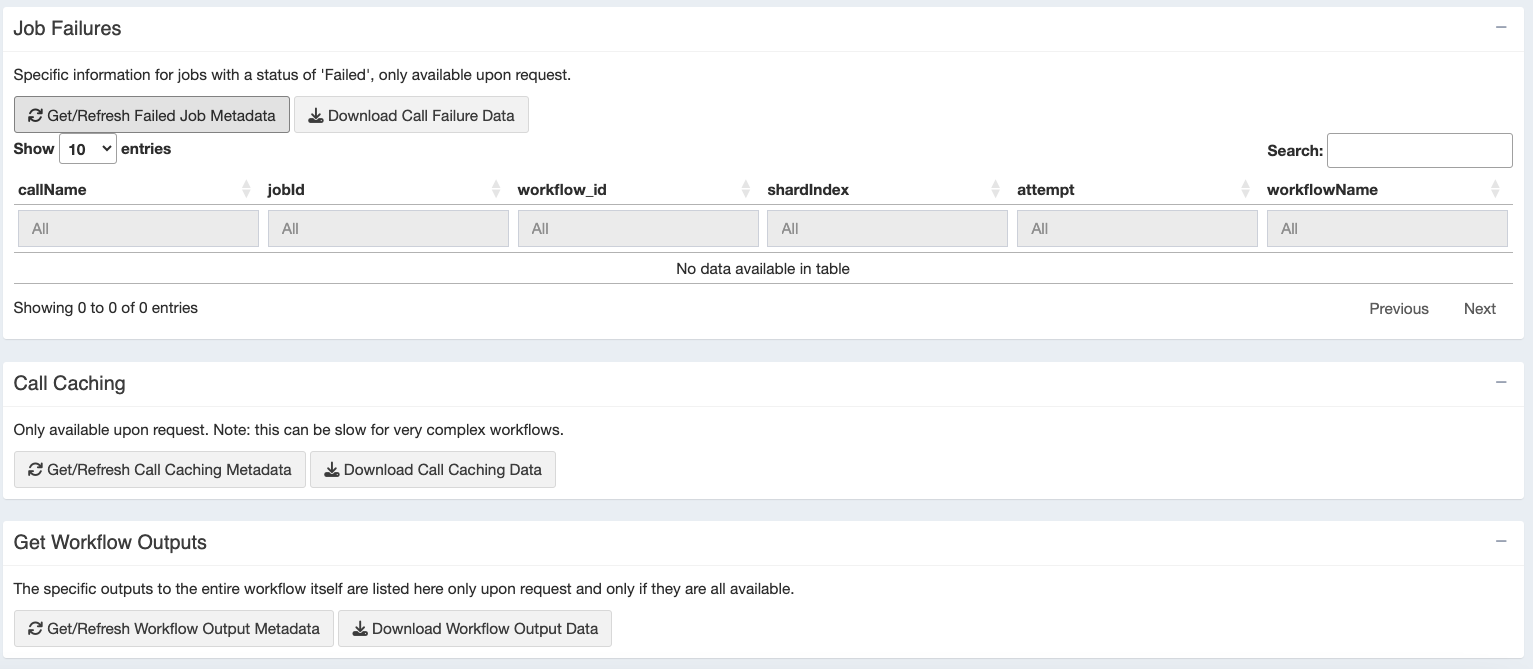 Job Failures
Specific information for jobs with a status of 'Failed', only available upon request.
Get/Refresh Failed Job Metadata Download Call Failure Data
Show 10 entries Search:
callName jobId workflow_id shardIndex attempt workflowName
All All All All All All
No data available in table
Showing 0 to 0 of 0 entries Previous Next
Call Caching
Only available upon request. Note: this can be slow for very complex workflows.
Get/Refresh Call Caching Metadata Download Call Caching Data
Get Workflow Outputs
The specific outputs to the entire workflow itself are listed here only upon request and only if they are all available.
Get/Refresh Workflow Output Metadata Download Workflow Output Data